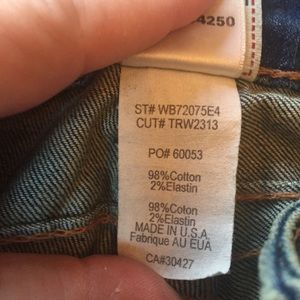 4250
ST# WB72075E4
CUT# TRW2313
PO# 60053
98%Cotton
2%Elastin
98%Coton
2%Elastin
MADE IN U.S.A
Fabrique AU EUA
CA#30427